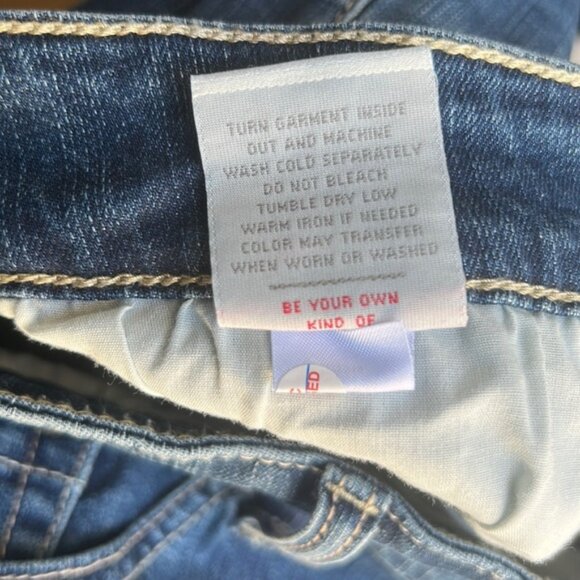 TURN GARMENT INSIDE
OUT AND MACHINE
WASH COLD SEPARATELY
DO NOT BLEACH
TUMBLE DRY LOW
WARM IRON IF NEEDED
COLOR MAY TRANSFER
WHEN WORN OR WASHED
BE YOUR OWN
KIND OF